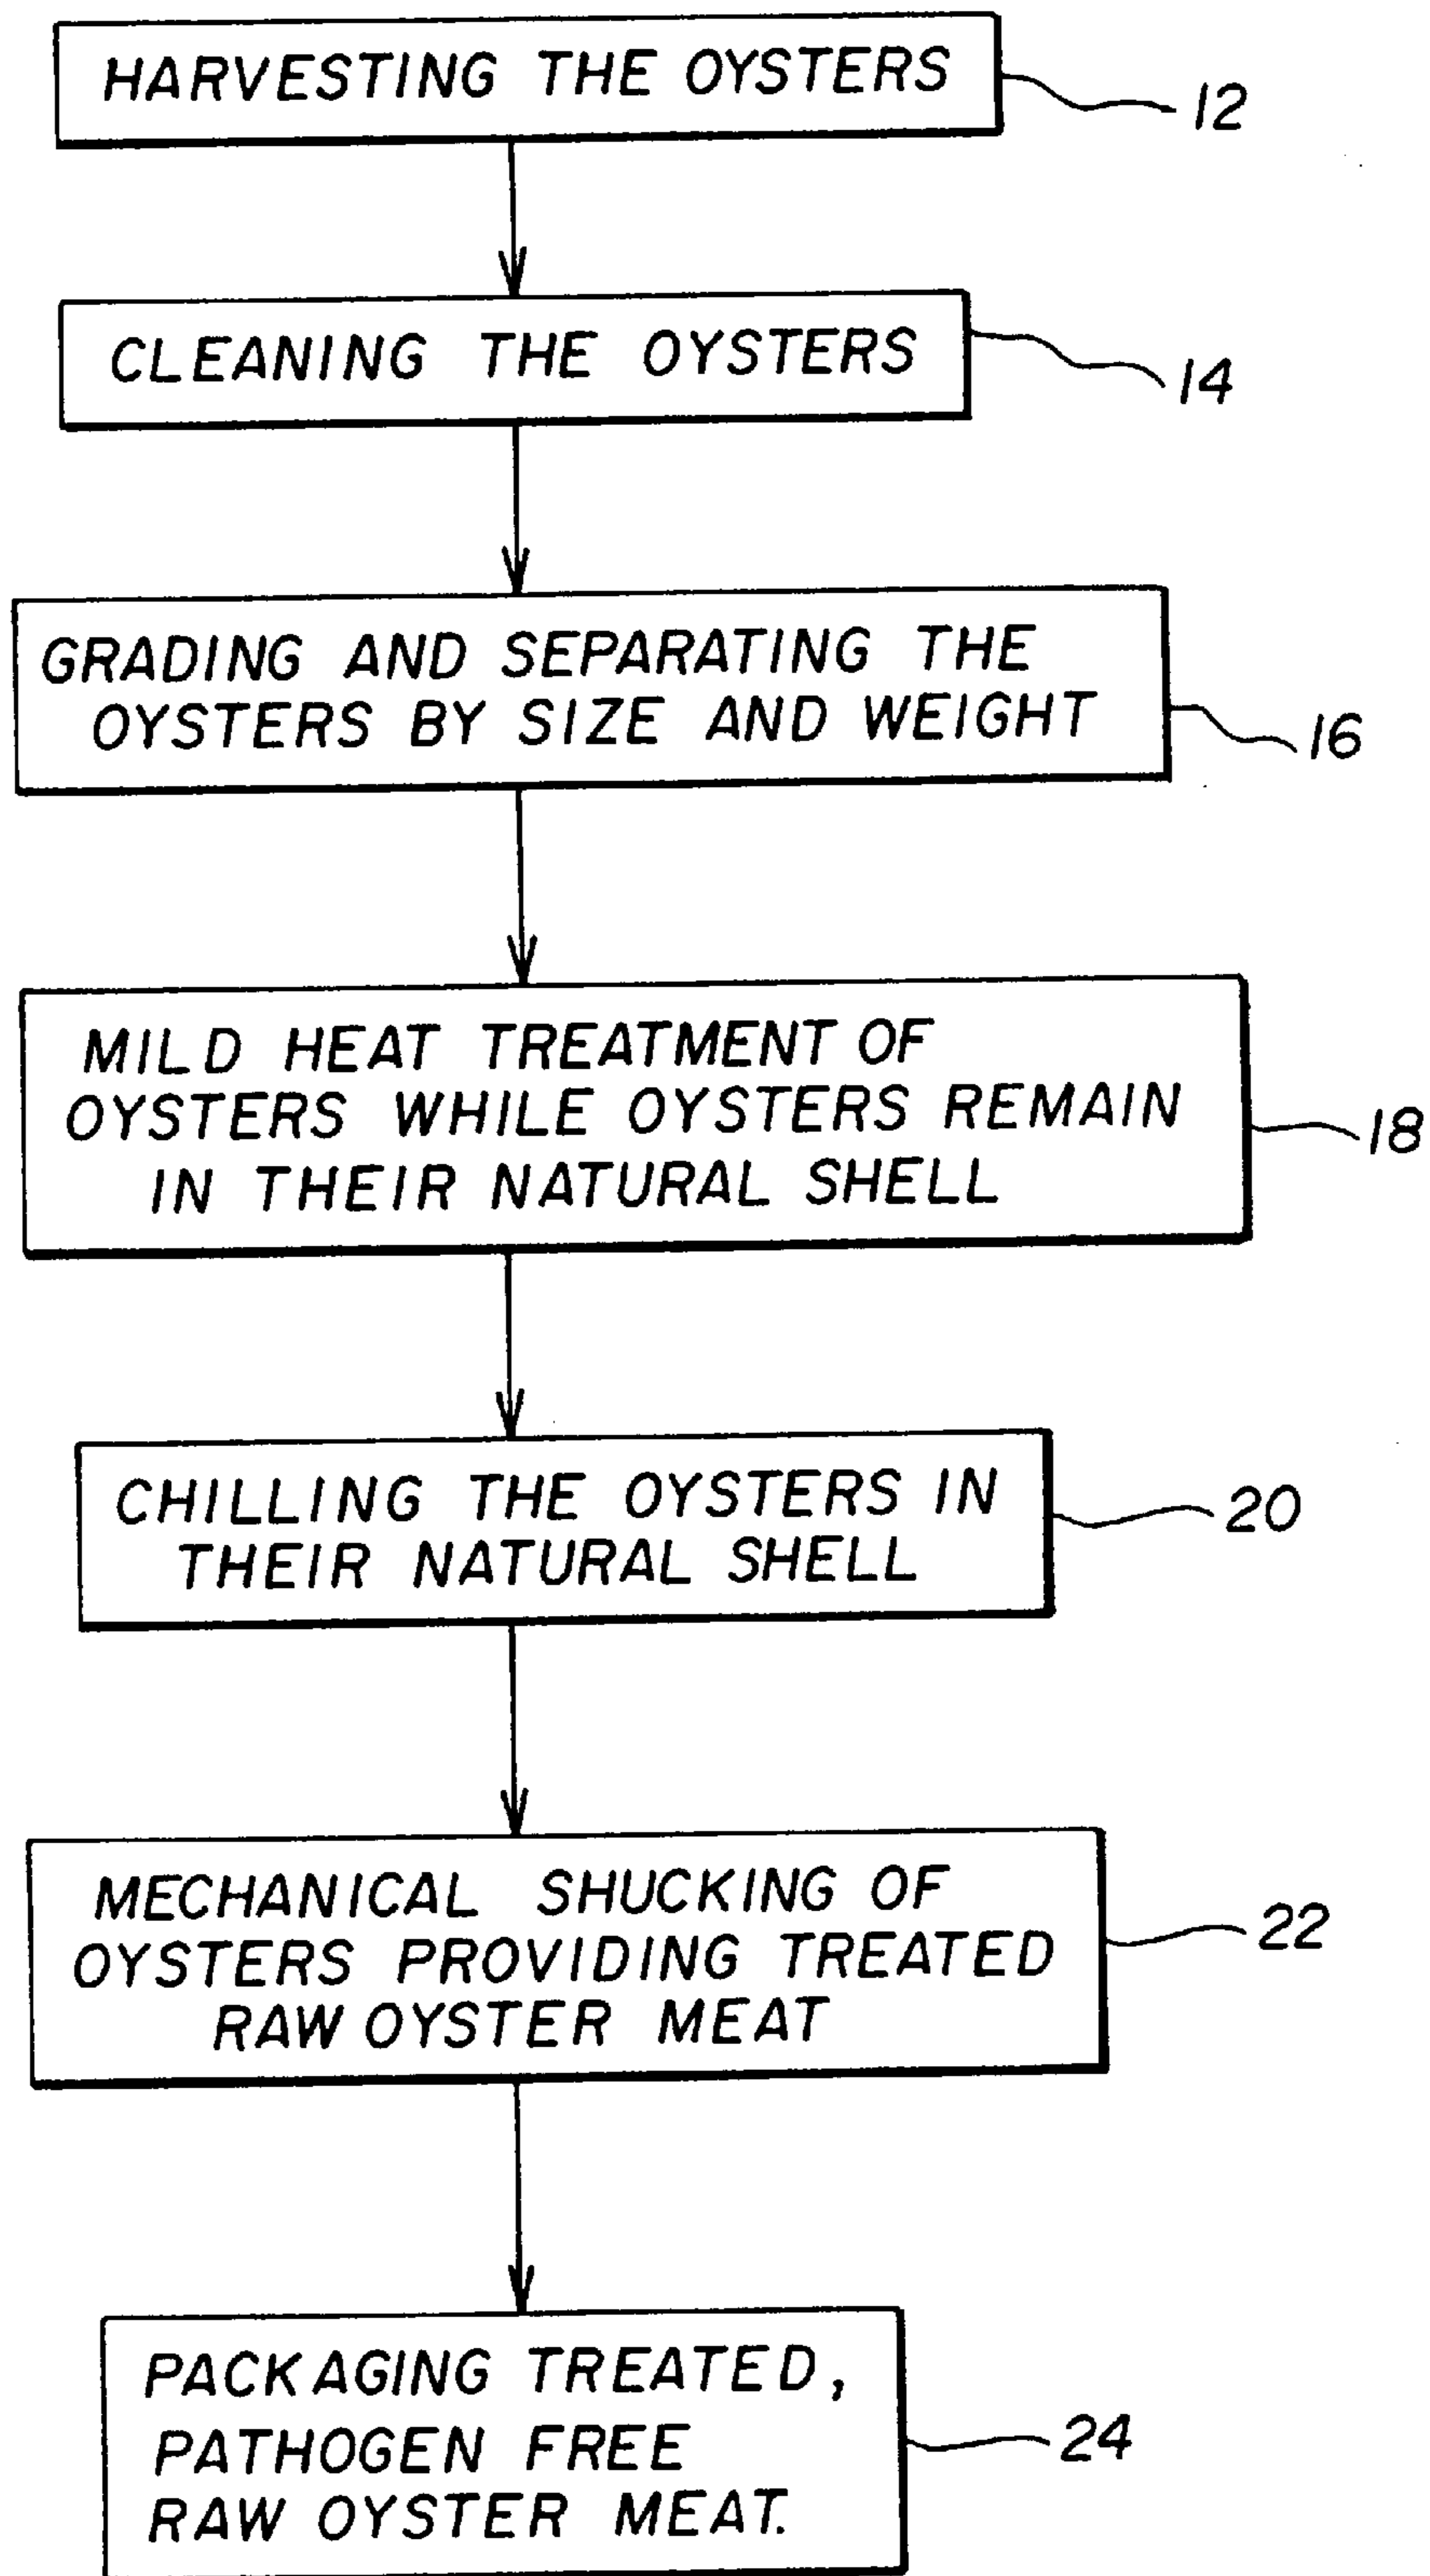 HARVESTING THE OYSTERS
12
CLEANING THE OYSTERS
14
GRADING AND SEPARATING THE
OYSTERS BY SIZE AND WEIGHT
16
MILD HEAT TREATMENT OF
OYSTERS WHILE OYSTERS REMAIN
IN THEIR NATURAL SHELL
18
CHILLING THE OYSTERS IN
THEIR NATURAL SHELL
20
MECHANICAL SHUCKING OF
OYSTERS PROVIDING TREATED
RAW OYSTER MEAT
22
PACKAGING TREATED,
PATHOGEN FREE
RAW OYSTER MEAT.
24